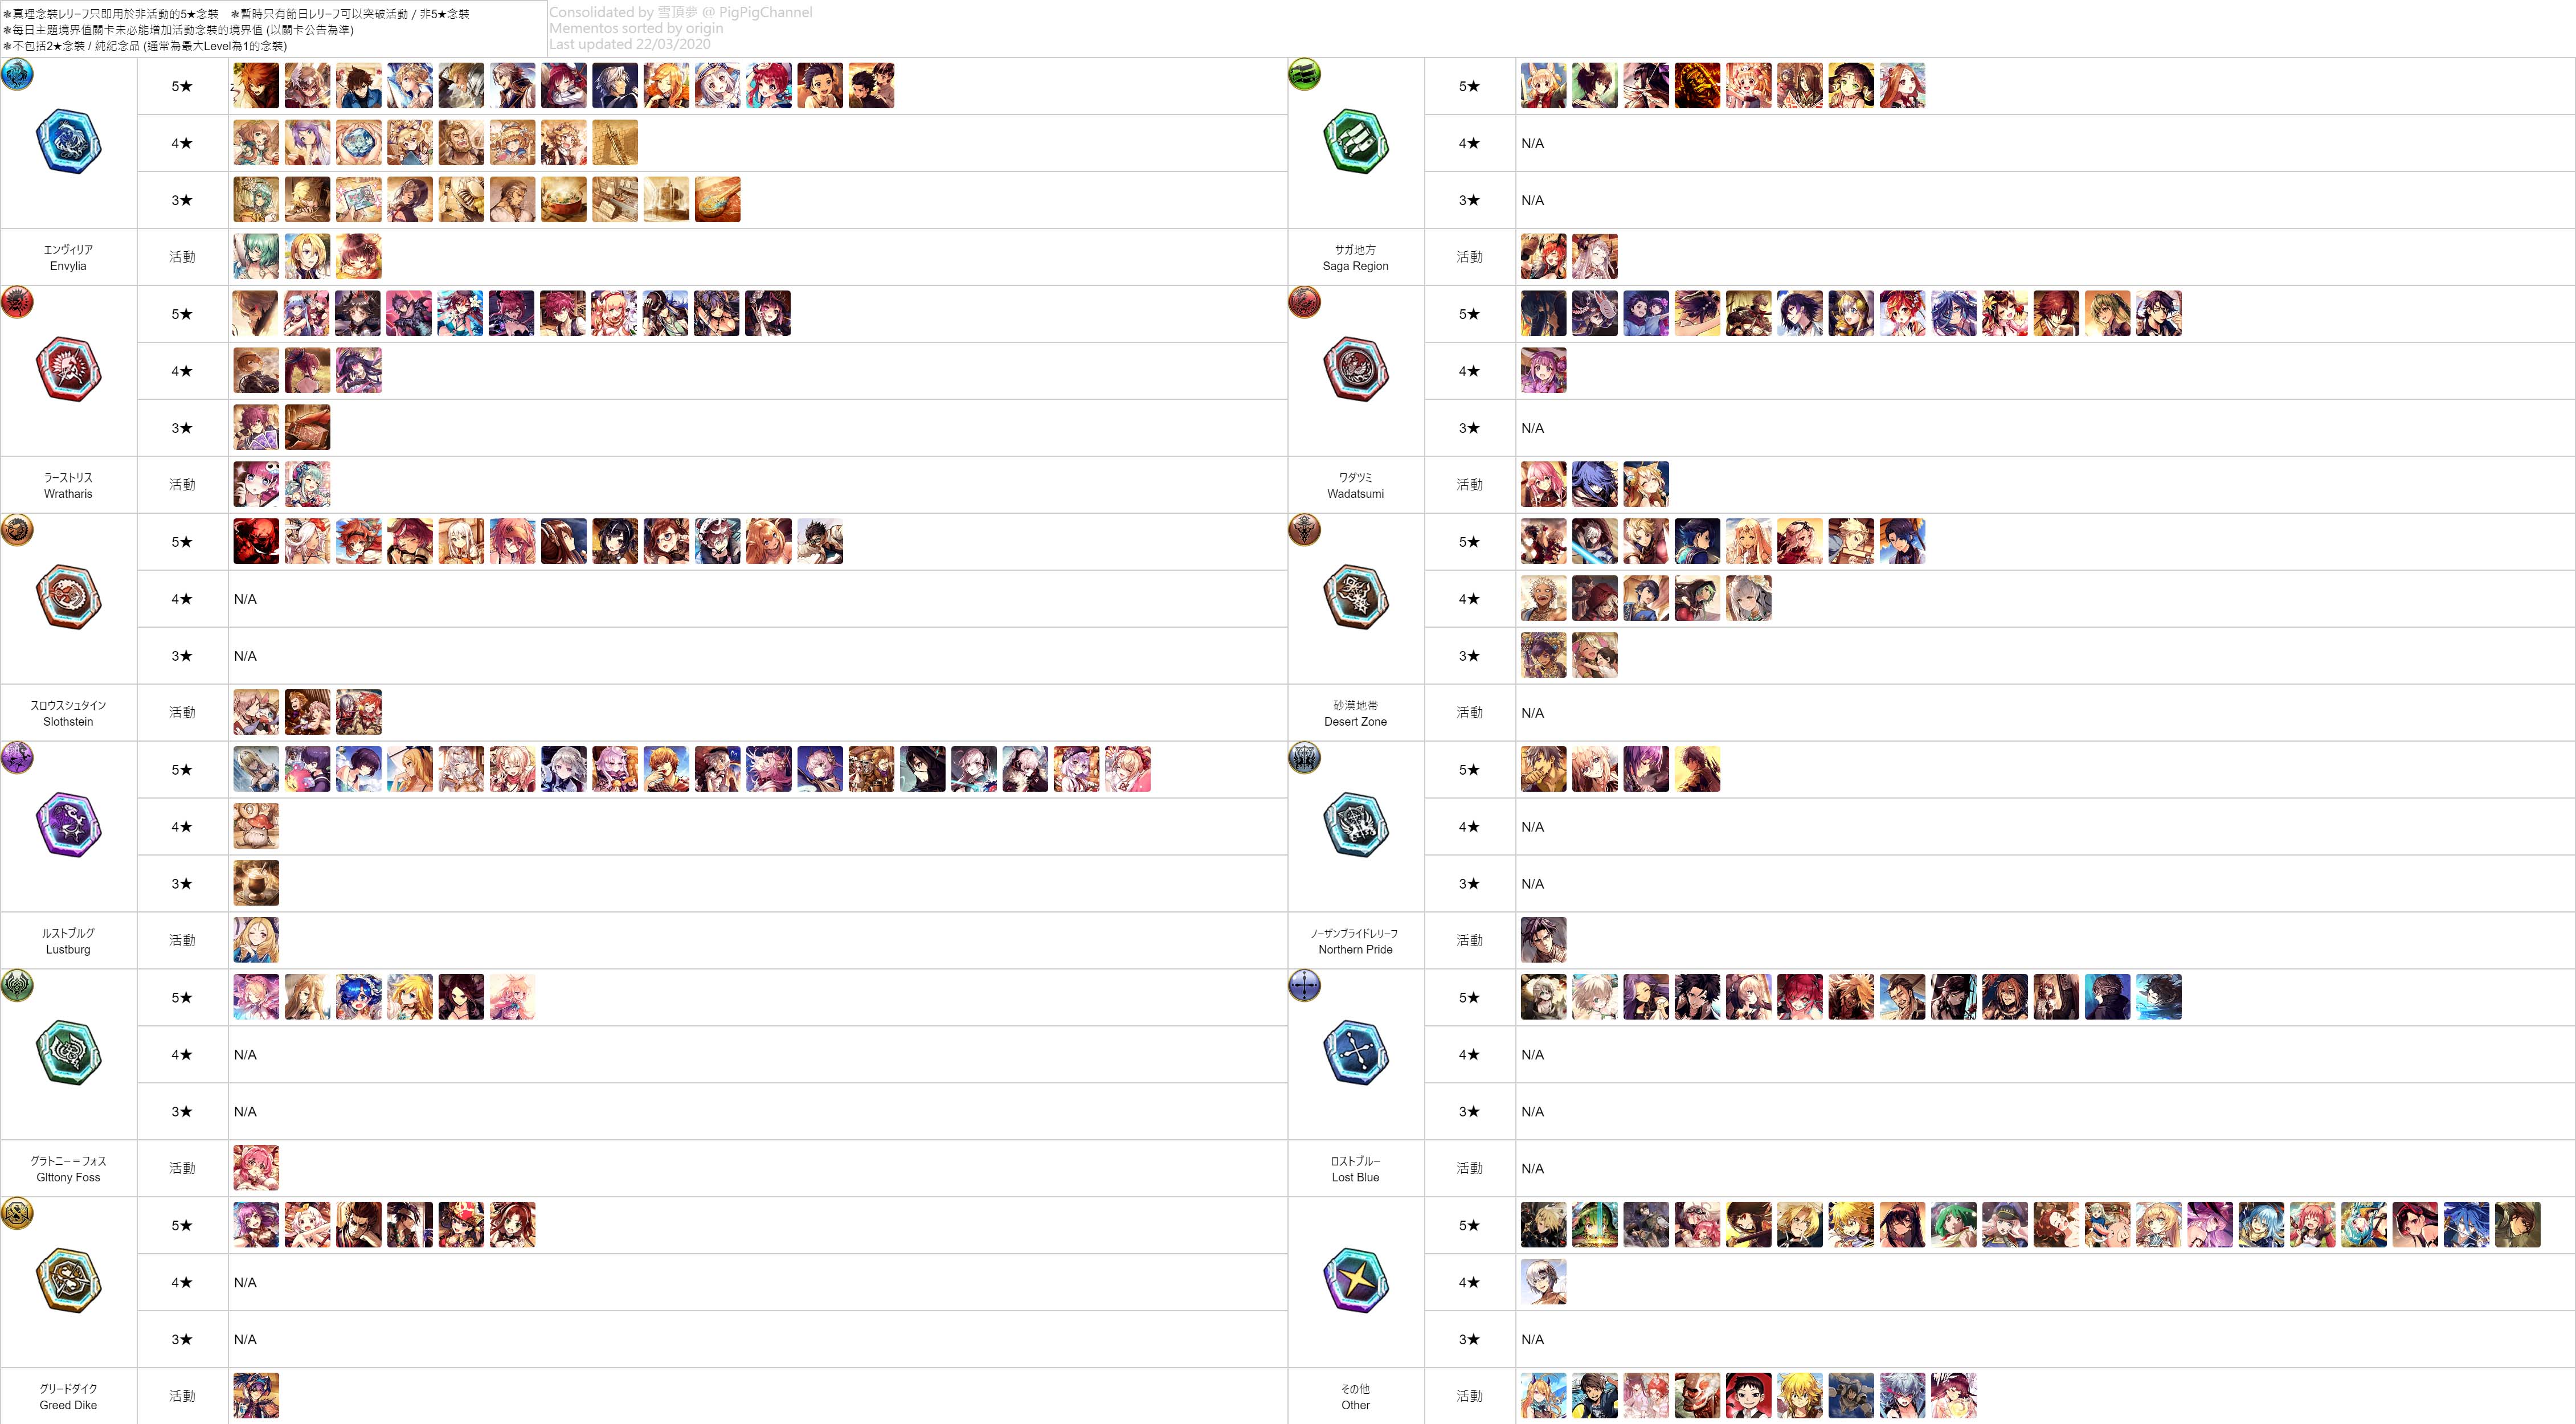 ＊真理念裝レリーフ只即用於非活動的5★念裝　＊暫時只有節日レリーフ可以突破活動 / 非5★念裝
＊每日主題境界值關卡未必能增加活動念裝的境界值 (以關卡公告為準)
＊不包括2★念裝 / 純紀念品 (通常為最大Level為1的念裝)
Consolidated by 雪頂夢 @ PigPigChannel
Mementos sorted by origin
Last updated 22/03/2020
5★
4★
3★
エンヴィリア
Envylia
活動
5★
4★
N/A
3★
N/A
サガ地方
Saga Region
活動
5★
4★
3★
ラーストリス
Wratharis
活動
5★
4★
3★
N/A
ワダツミ
Wadatsumi
活動
5★
4★
N/A
3★
N/A
スロウスシュタイン
Slothstein
活動
5★
4★
3★
砂漠地帯
Desert Zone
活動
N/A
5★
4★
3★
ルストブルグ
Lustburg
活動
5★
4★
N/A
3★
N/A
ノーザンブライドレリーフ
Northern Pride
活動
5★
4★
N/A
3★
N/A
グラトニー＝フォス
Glttony Foss
活動
5★
4★
N/A
3★
N/A
ロストブルー
Lost Blue
活動
N/A
5★
4★
N/A
3★
N/A
グリードダイク
Greed Dike
活動
5★
4★
3★
N/A
その他
Other
活動